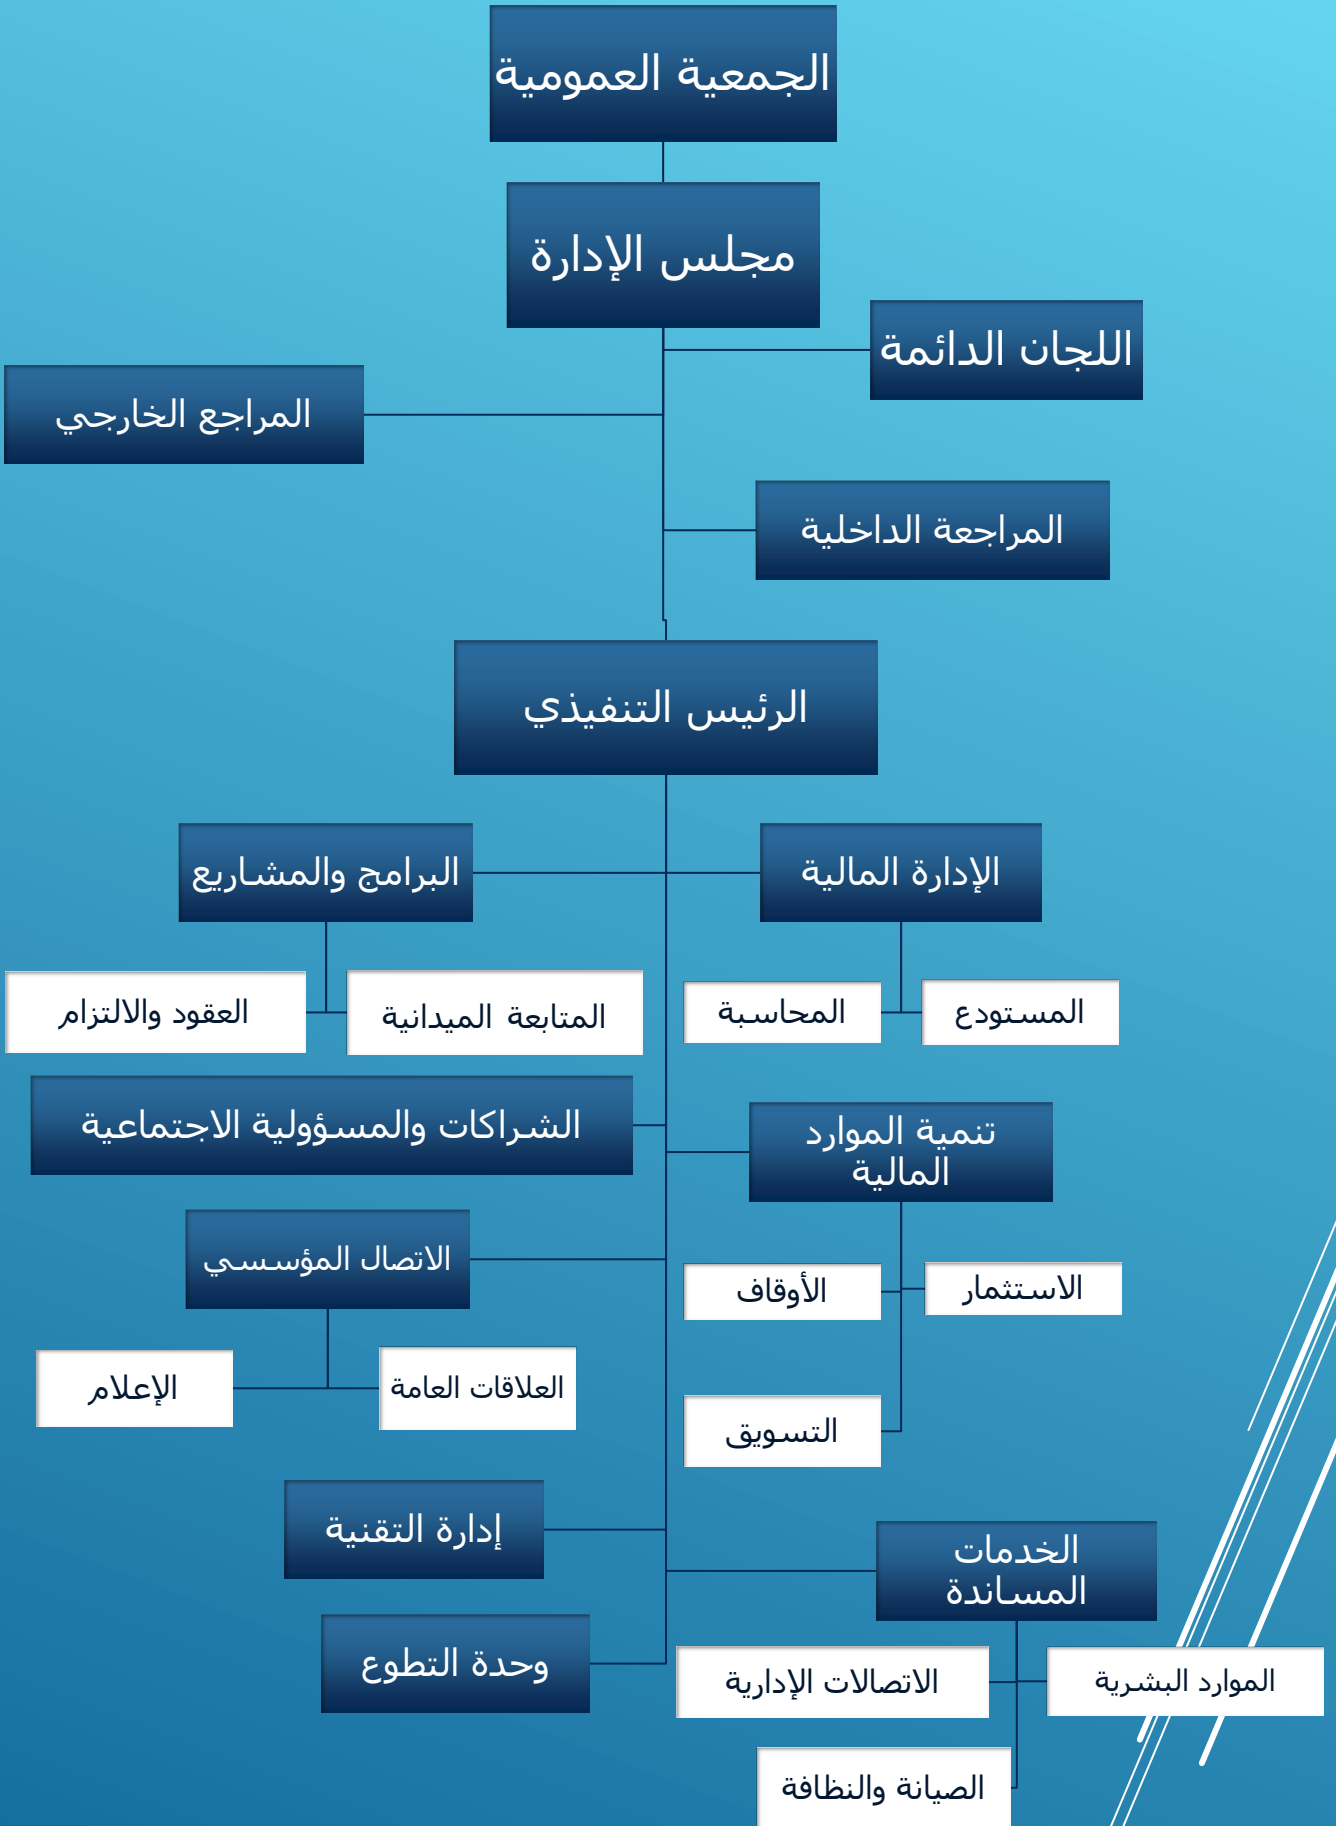 الجمعية العمومية
مجلس الإدارة
اللجان الدائمة
المراجع الخارجي
المراجعة الداخلية
الرئيس التنفيذي
الإدارة المالية
البرامج والمشاريع
المستودع
المحاسبة
المتابعة الميدانية
العقود والالتزام
تنمية الموارد
المالية
الشراكات والمسؤولية الاجتماعية
الاستثمار
الأوقاف
التسويق
الاتصال المؤسسي
العلاقات العامة
الإعلام
إدارة التقنية
الخدمات
المساندة
وحدة التطوع
الموارد البشرية
الاتصالات الإدارية
الصيانة والنظافة